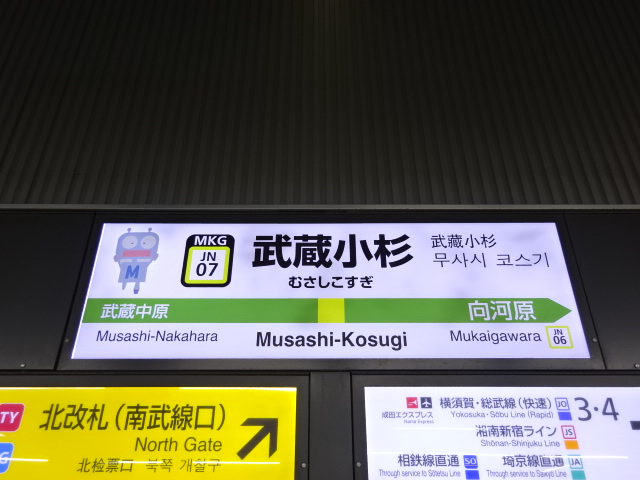 M
MKG
JN
07
武蔵小杉
むさしこすぎ
武藏小杉
무사시 코스기
武蔵中原
向河原
Musashi-Nakahara
Musashi-Kosugi
Mukaigawara
JN
06
TY
北改札(南武線口)
North Gate
北检票口 북쪽 개찰구
成田エクスプレス
Narita Express
横須賀・総武線(快速) JO
Yokosuka・Sōbu Line (Rapid)
3・4
湘南新宿ライン JS
Shōnan-Shinjuku Line
相鉄線直通 SO
Through service to Sōtetsu Line
埼京線直通 JA
Through service to Saikyō Line